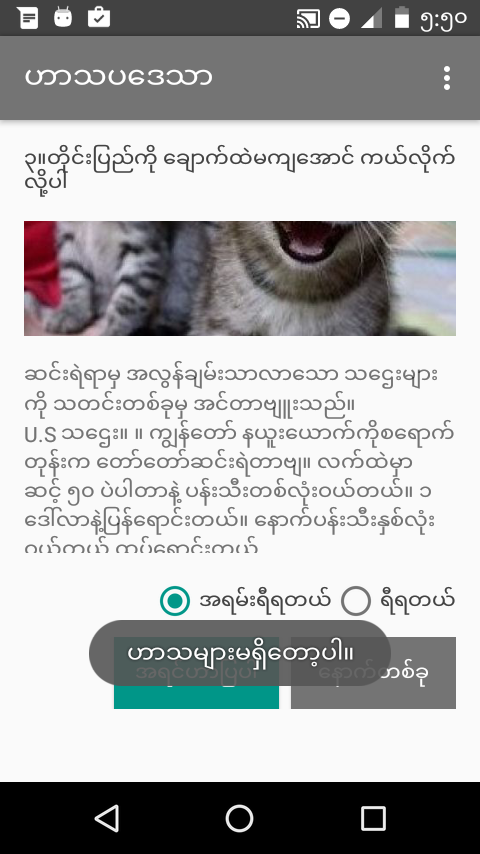 ၅:၅၀
ဟာသပဒေသာ
၃။တိုင်းပြည်ကို ချောက်ထဲမကျအောင် ကယ်လိုက်
လို့ပါ
ဆင်းရဲရာမှ အလွန်ချမ်းသာလာသော သဌေးများ
ကို သတင်းတစ်ခုမှ အင်တာဗျူးသည်။
U.S သဌေး။ ။ ကျွန်တော် နယူးယောက်ကိုစရောက်
တုန်းက တော်တော်ဆင်းရဲတာဗျ။ လက်ထဲမှာ
ဆင့် ၅၀ ပဲပါတာနဲ့ ပန်းသီးတစ်လုံးဝယ်တယ်။ ၁
ဒေါ်လာနဲ့ပြန်ရောင်းတယ်။ နောက်ပန်းသီးနှစ်လုံး
ဝယ်တယ် ထပ်ရောင်းတယ်
အရမ်းရီရတယ် ရီရတယ်
ဟာသများမရှိတော့ပါ။
နောက်တစ်ခု